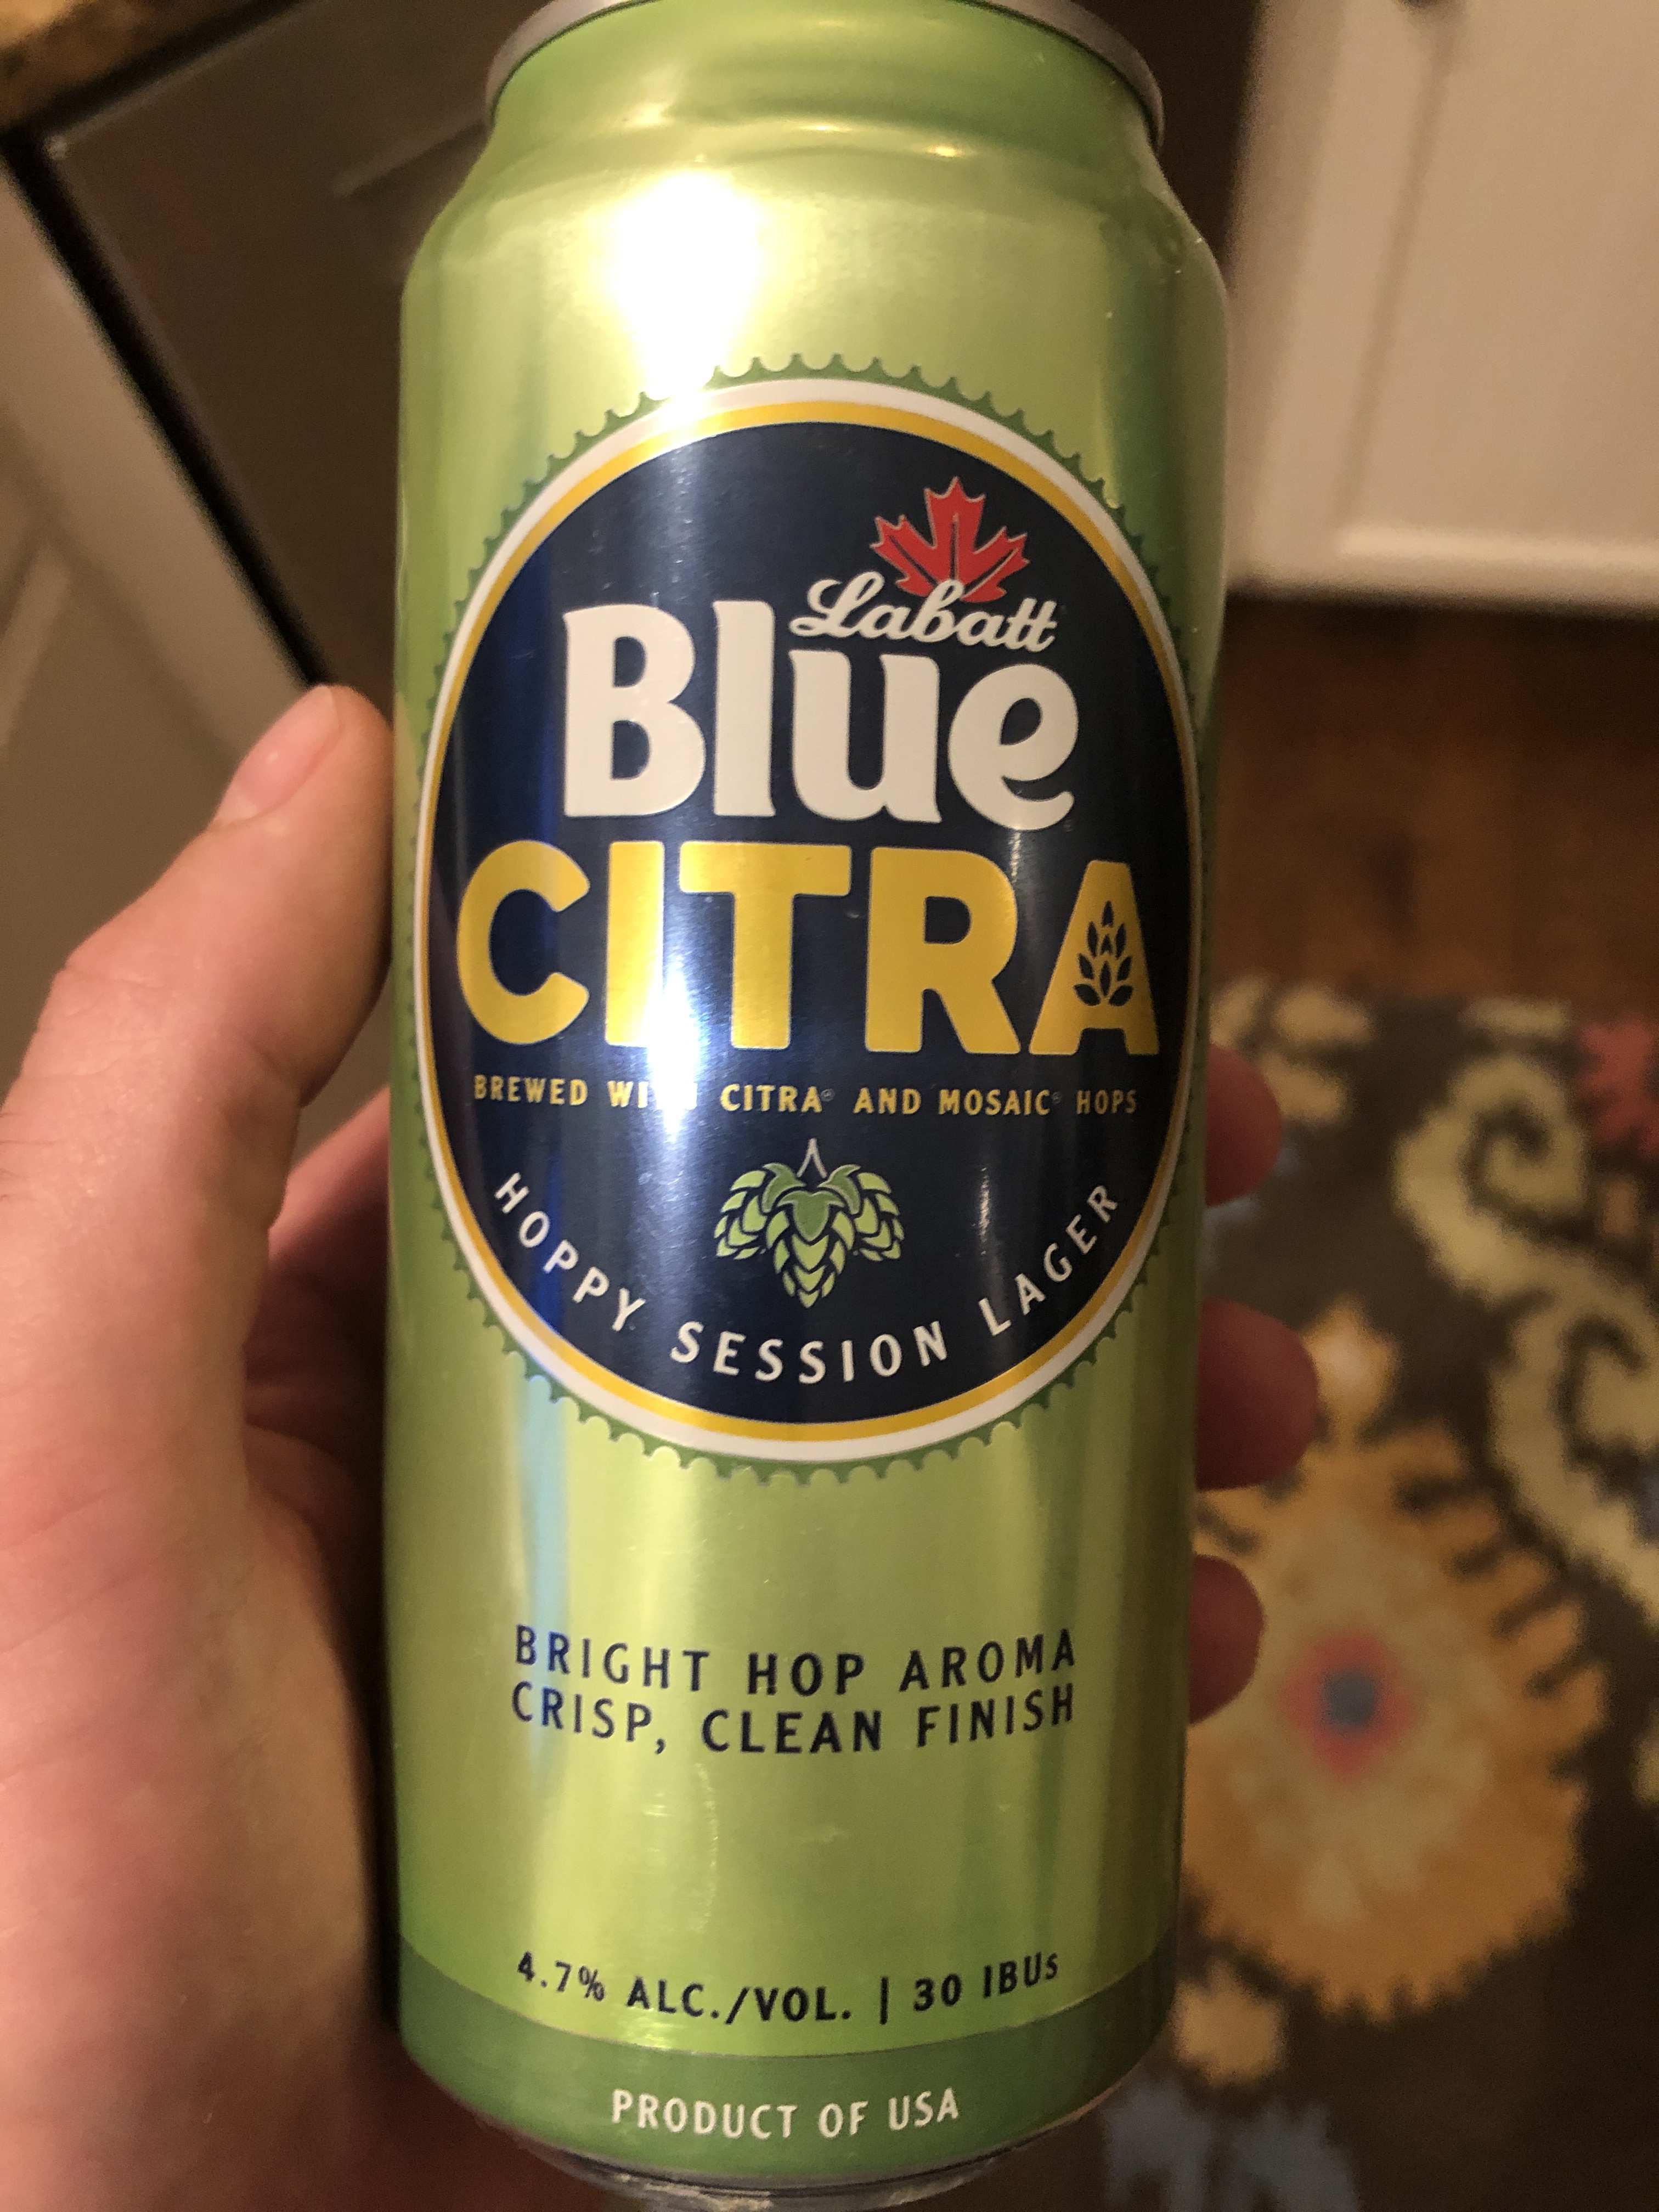 Labatt
Blue
CITRA
BREWED WITH CITRA® AND MOSAIC® HOPS
HOPPY SESSION LAGER
BRIGHT HOP AROMA
CRISP, CLEAN FINISH
4.7% ALC./VOL. | 30 IBUs
PRODUCT OF USA